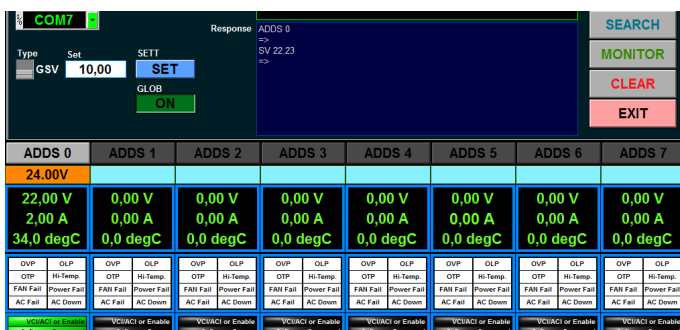 COM7
Response
ADDS 0
=>
SV 22.23
=>
Type
Set
SETT
GSV
10,00
SET
GLOB
ON
SEARCH
MONITOR
CLEAR
EXIT
ADDS 0 ADDS 1 ADDS 2 ADDS 3 ADDS 4 ADDS 5 ADDS 6 ADDS 7
24.00V
22,00 V 0,00 V 0,00 V 0,00 V 0,00 V 0,00 V 0,00 V 0,00 V
2,00 A 0,00 A 0,00 A 0,00 A 0,00 A 0,00 A 0,00 A 0,00 A
34,0 degC 0,0 degC 0,0 degC 0,0 degC 0,0 degC 0,0 degC 0,0 degC 0,0 degC
OVP OLP OVP OLP OVP OLP OVP OLP OVP OLP OVP OLP OVP OLP OVP OLP
OTP Hi-Temp. OTP Hi-Temp. OTP Hi-Temp. OTP Hi-Temp. OTP Hi-Temp. OTP Hi-Temp. OTP Hi-Temp. OTP Hi-Temp.
FAN Fail Power Fail FAN Fail Power Fail FAN Fail Power Fail FAN Fail Power Fail FAN Fail Power Fail FAN Fail Power Fail FAN Fail Power Fail FAN Fail Power Fail
AC Fail AC Down AC Fail AC Down AC Fail AC Down AC Fail AC Down AC Fail AC Down AC Fail AC Down AC Fail AC Down AC Fail AC Down
VCI/ACI or Enable VCI/ACI or Enable VCI/ACI or Enable VCI/ACI or Enable VCI/ACI or Enable VCI/ACI or Enable VCI/ACI or Enable VCI/ACI or Enable